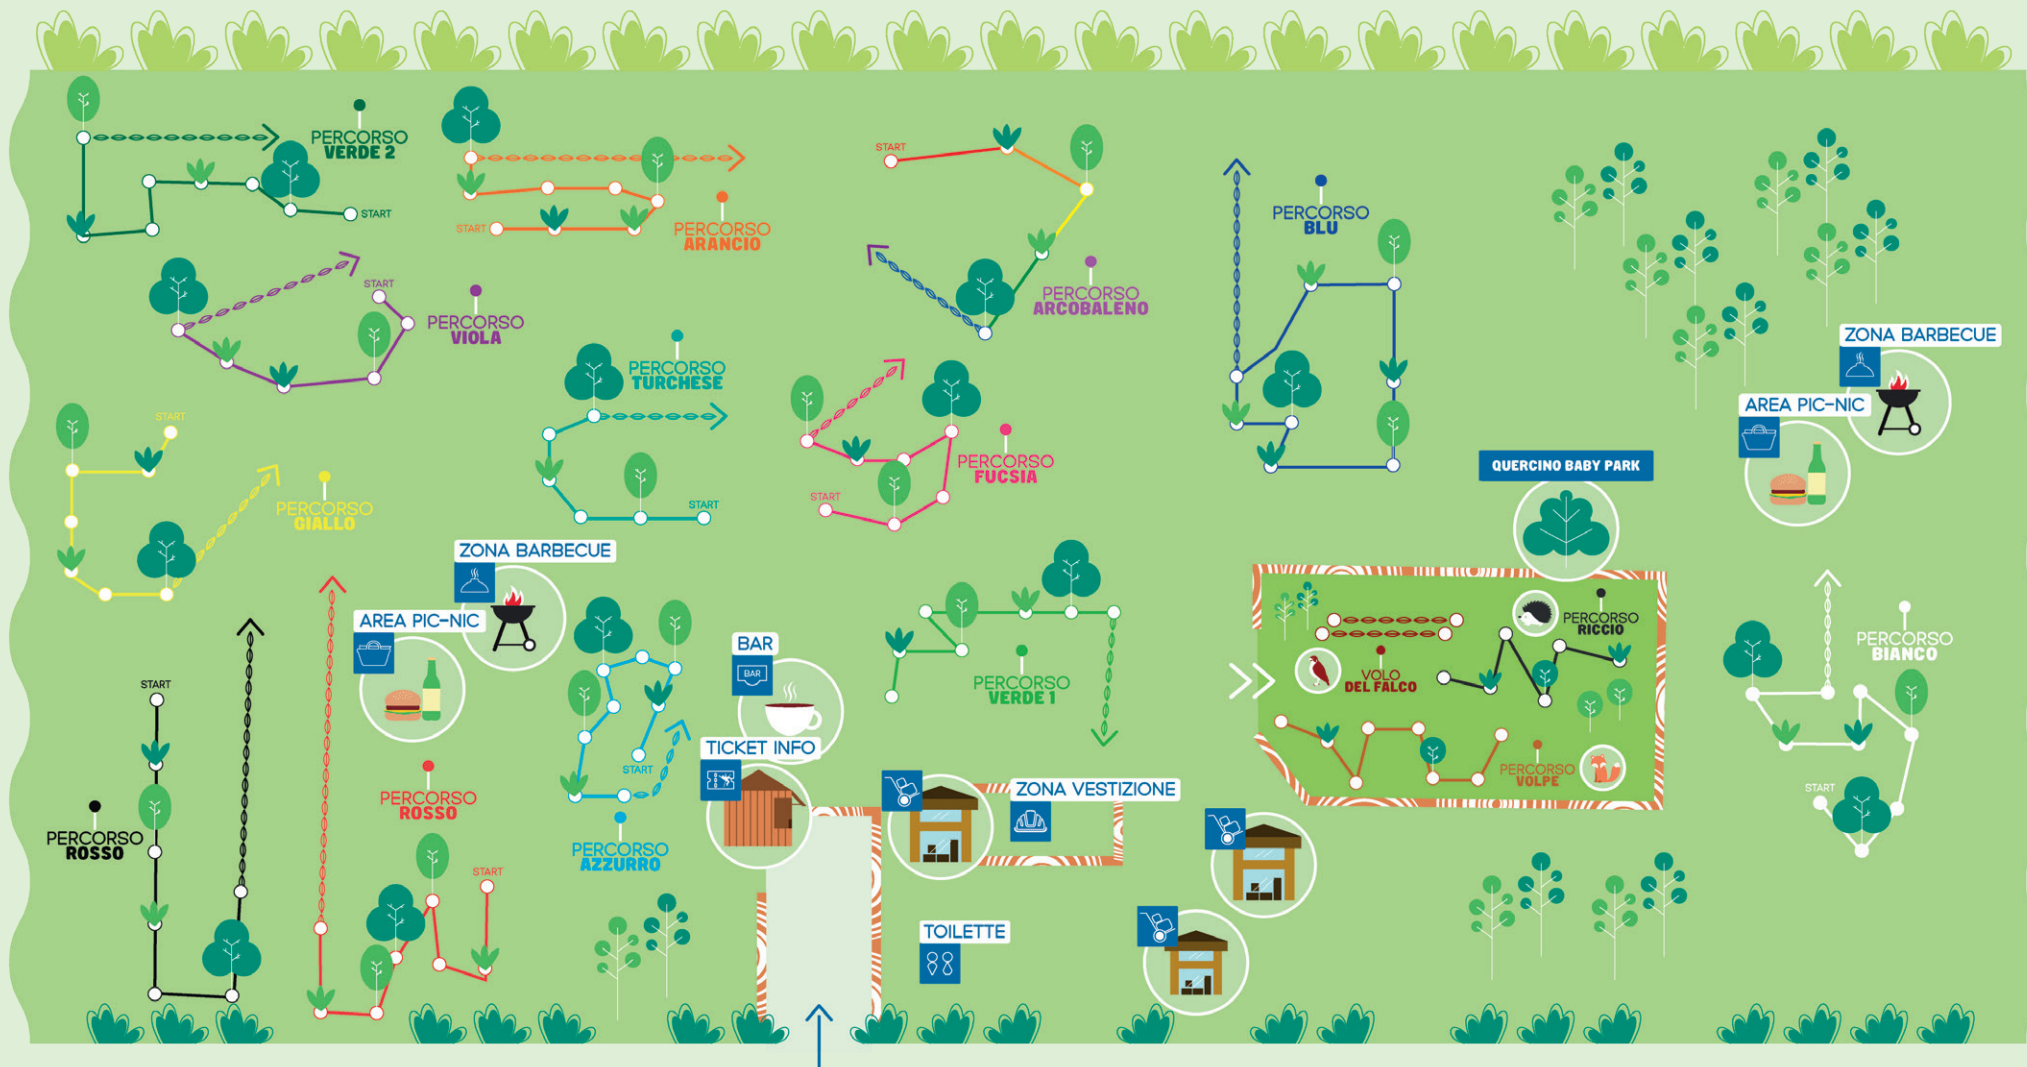 PERCORSO
VERDE 2
START
START
PERCORSO
ARANCIO
START
PERCORSO
ARCOBALENO
PERCORSO
BLU
START
PERCORSO
VIOLA
PERCORSO
TURCHESE
START
START
PERCORSO
FUCSIA
START
PERCORSO
GIALLO
ZONA BARBECUE
AREA PIC-NIC
QUERCINO BABY PARK
ZONA BARBECUE
AREA PIC-NIC
BAR
BAR
TICKET INFO
PERCORSO
VERDE 1
PERCORSO
RICCIO
VOLO
DEL FALCO
PERCORSO
VOLPE
PERCORSO
BIANCO
START
START
PERCORSO
ROSSO
PERCORSO
ROSSO
START
START
PERCORSO
AZZURRO
ZONA VESTIZIONE
TOILETTE